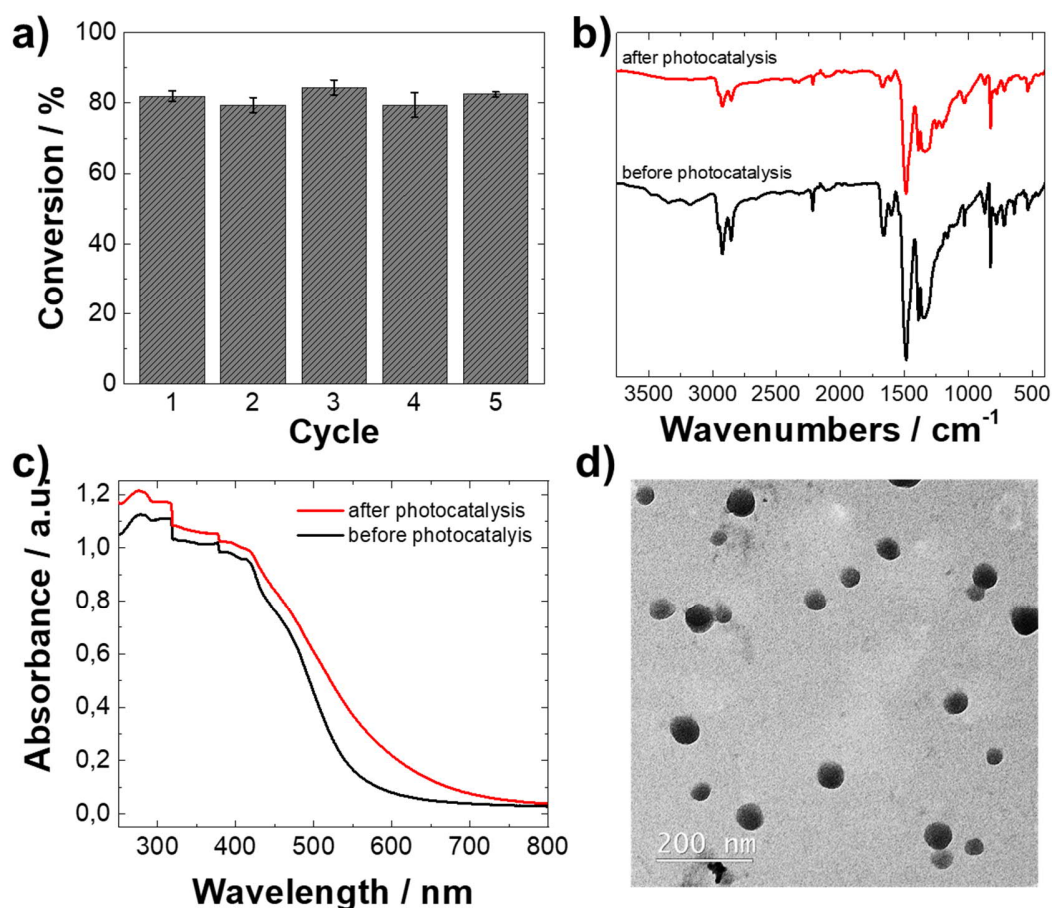 a)
100
80
60
40
20
0
Conversion / %
1 2 3 4 5
Cycle
b)
after photocatalysis
before photocatalysis
3500 3000 2500 2000 1500 1000 500
Wavenumbers / cm⁻¹
c)
1,2
1,0
0,8
0,6
0,4
0,2
0,0
Absorbance / a.u.
after photocatalysis
before photocatalyis
300 400 500 600 700 800
Wavelength / nm
d)
200 nm